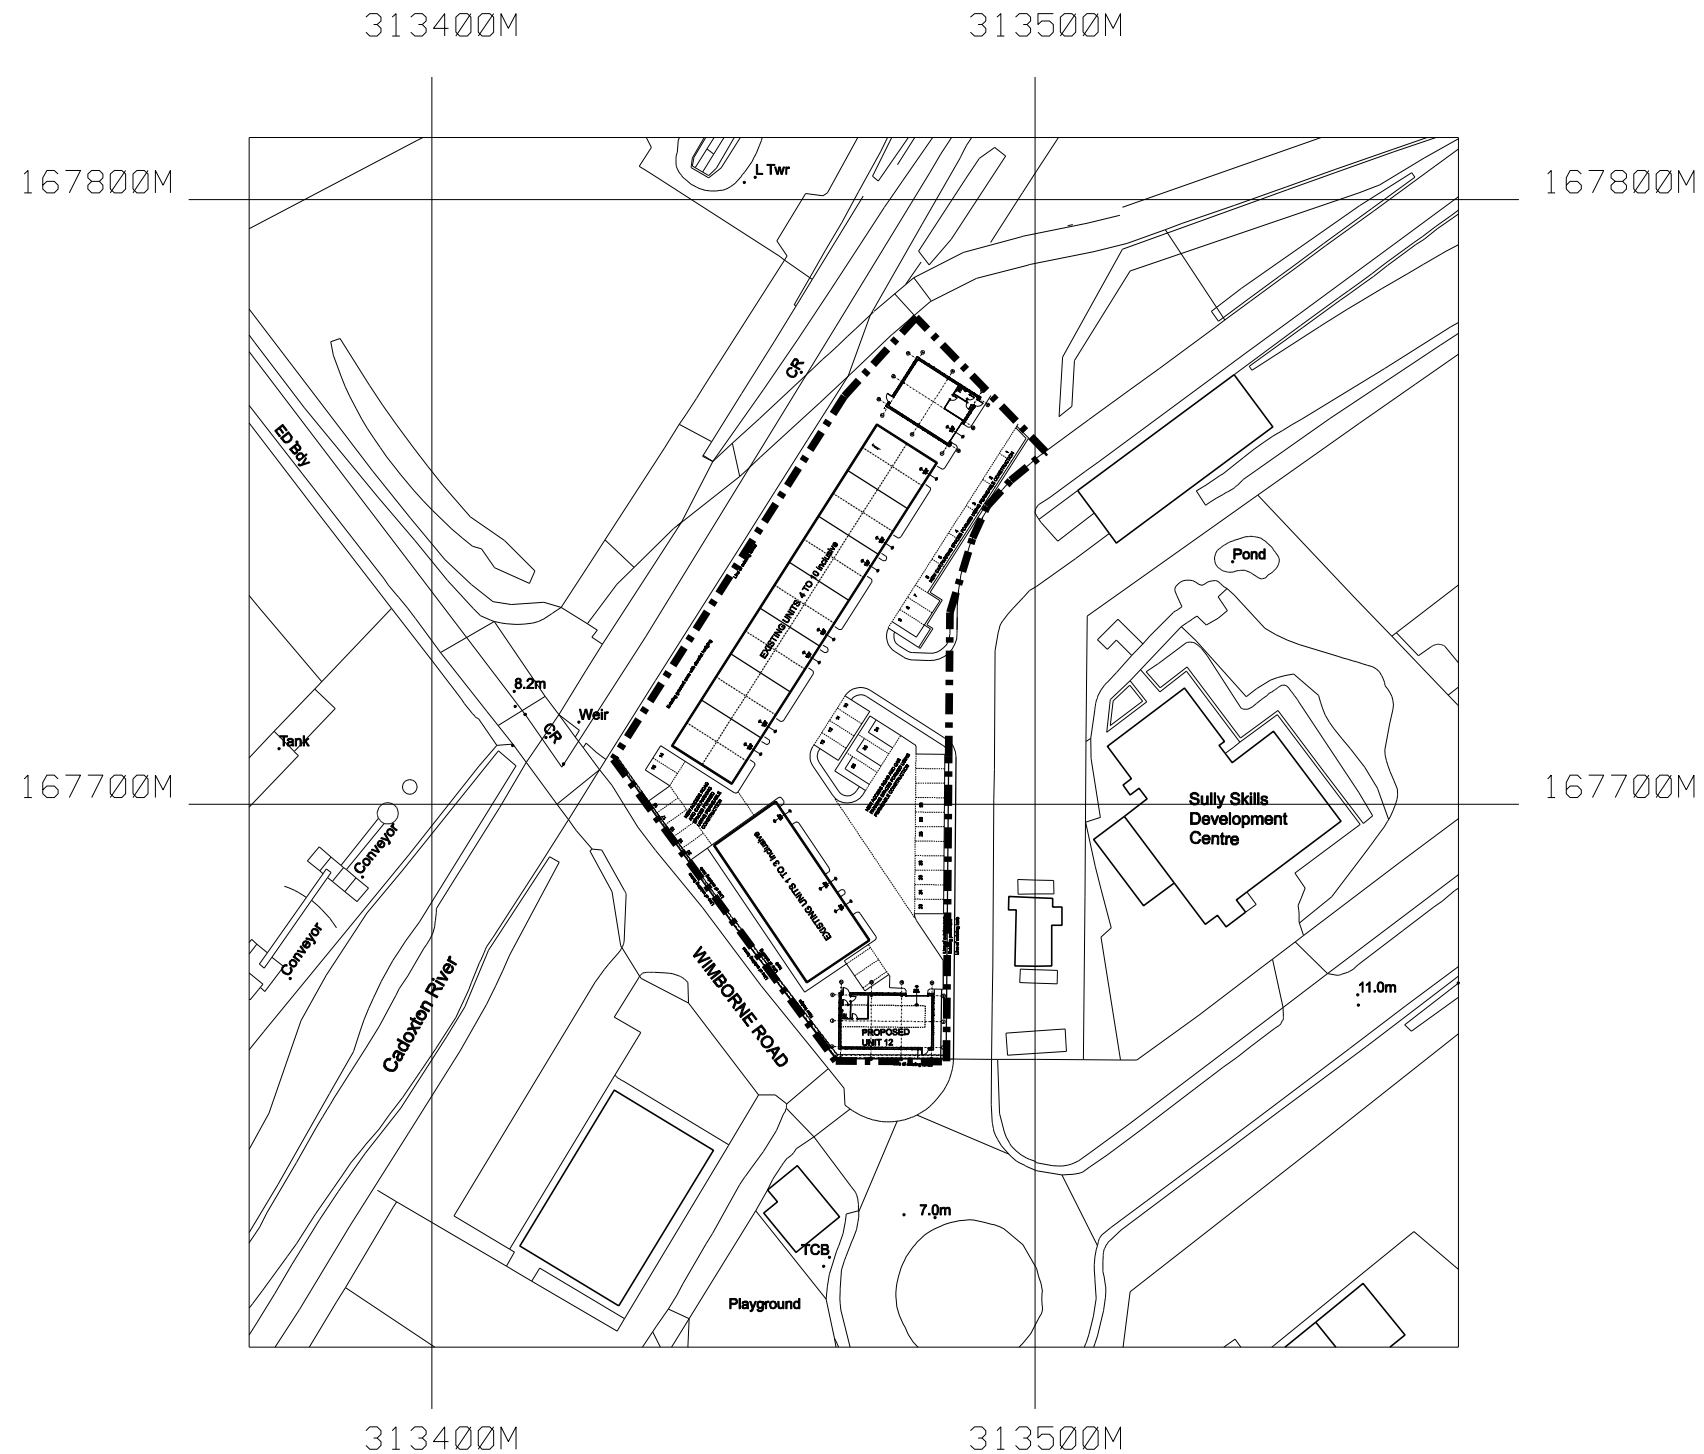 313400M
313500M
167800M
167800M
L Twr
CR
ED Bdy
Pond
EXISTING UNITS 4 TO 10 Inclusive
8.2m
Weir
CR
Tank
167700M
167700M
Sully Skills
Development
Centre
Conveyor
EXISTING UNITS 1 TO 3 Inclusive
Conveyor
Cadoxton River
WIMBORNE ROAD
11.0m
PROPOSED
UNIT 12
7.0m
TCB
Playground
313400M
313500M